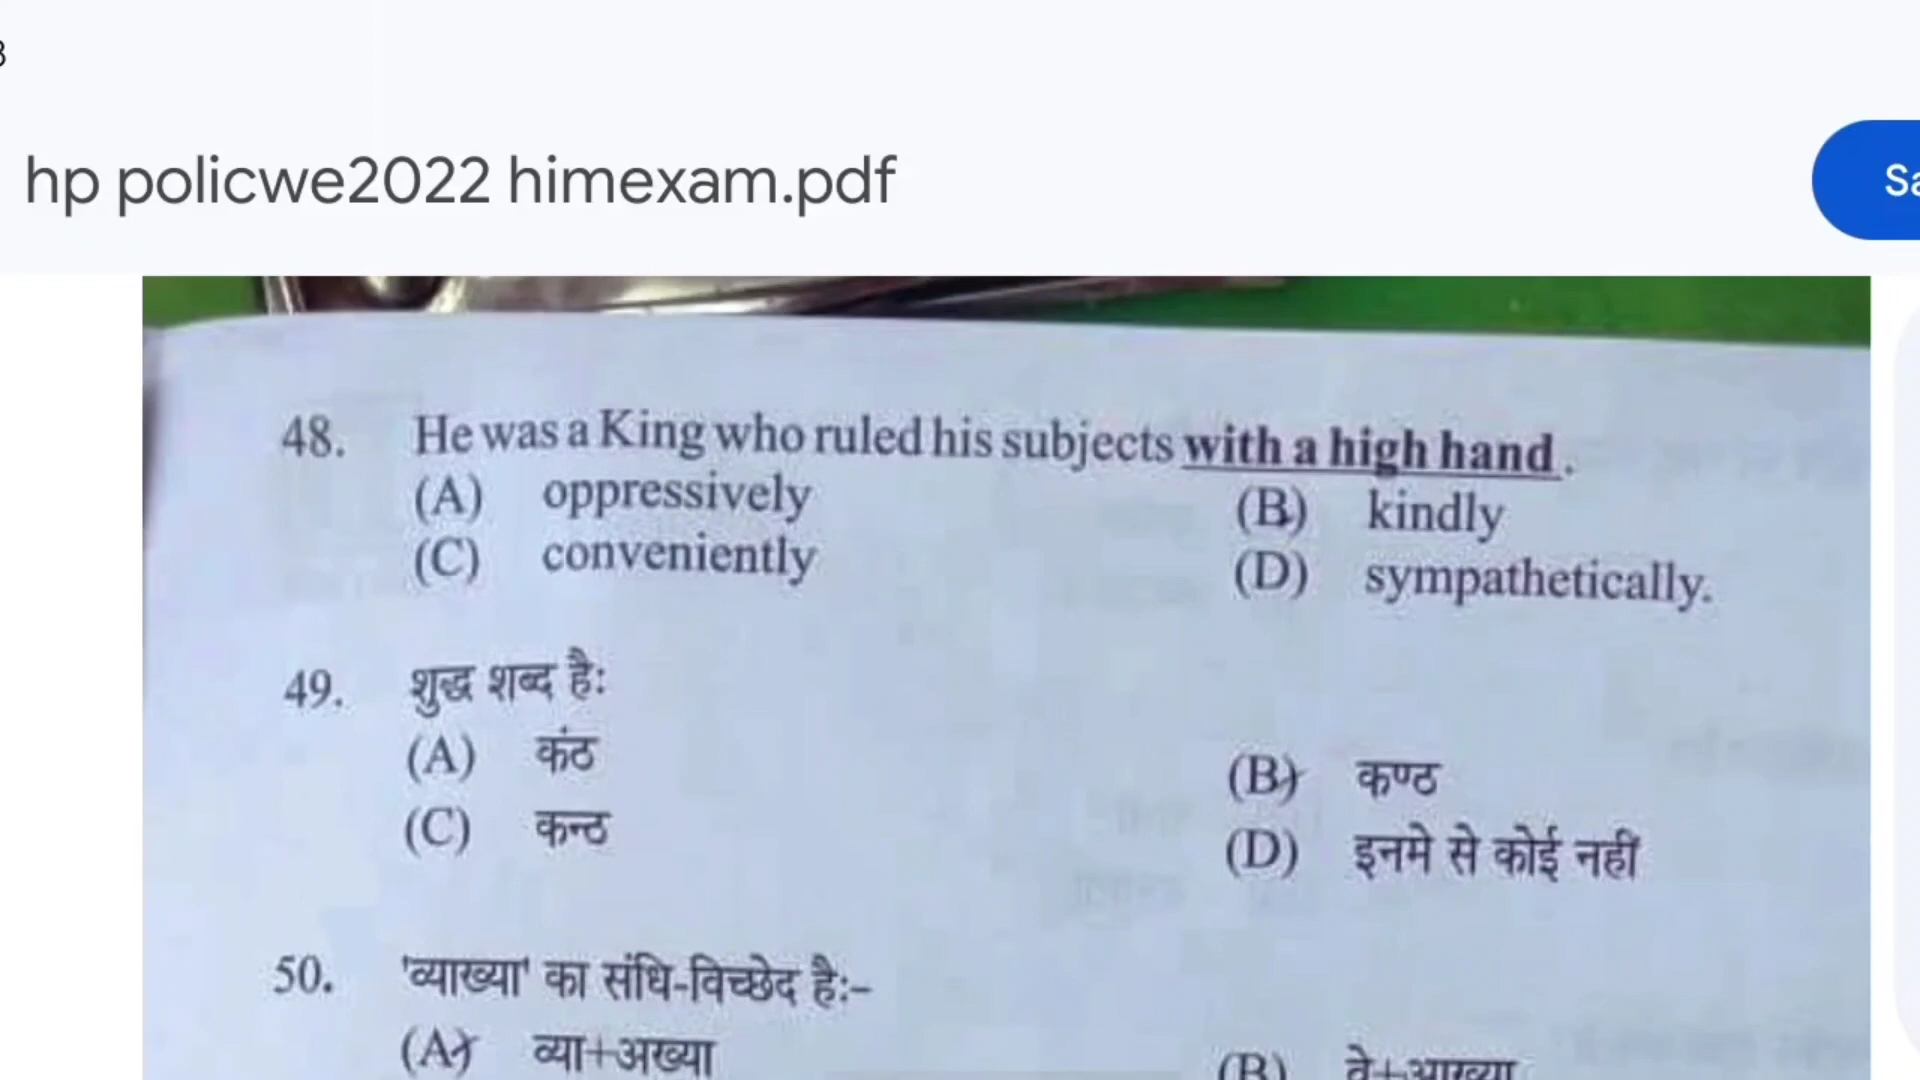 hp policwe2022 himexam.pdf
48. He was a King who ruled his subjects with a high hand.
(A) oppressively (B) kindly
(C) conveniently (D) sympathetically.
49. शुद्ध शब्द है:
(A) कंठ (B) कण्ठ
(C) कन्ठ (D) इनमे से कोई नहीं
50. 'व्याख्या' का संधि-विच्छेद है:-
(A) व्या+अख्या (B) वे+आख्या